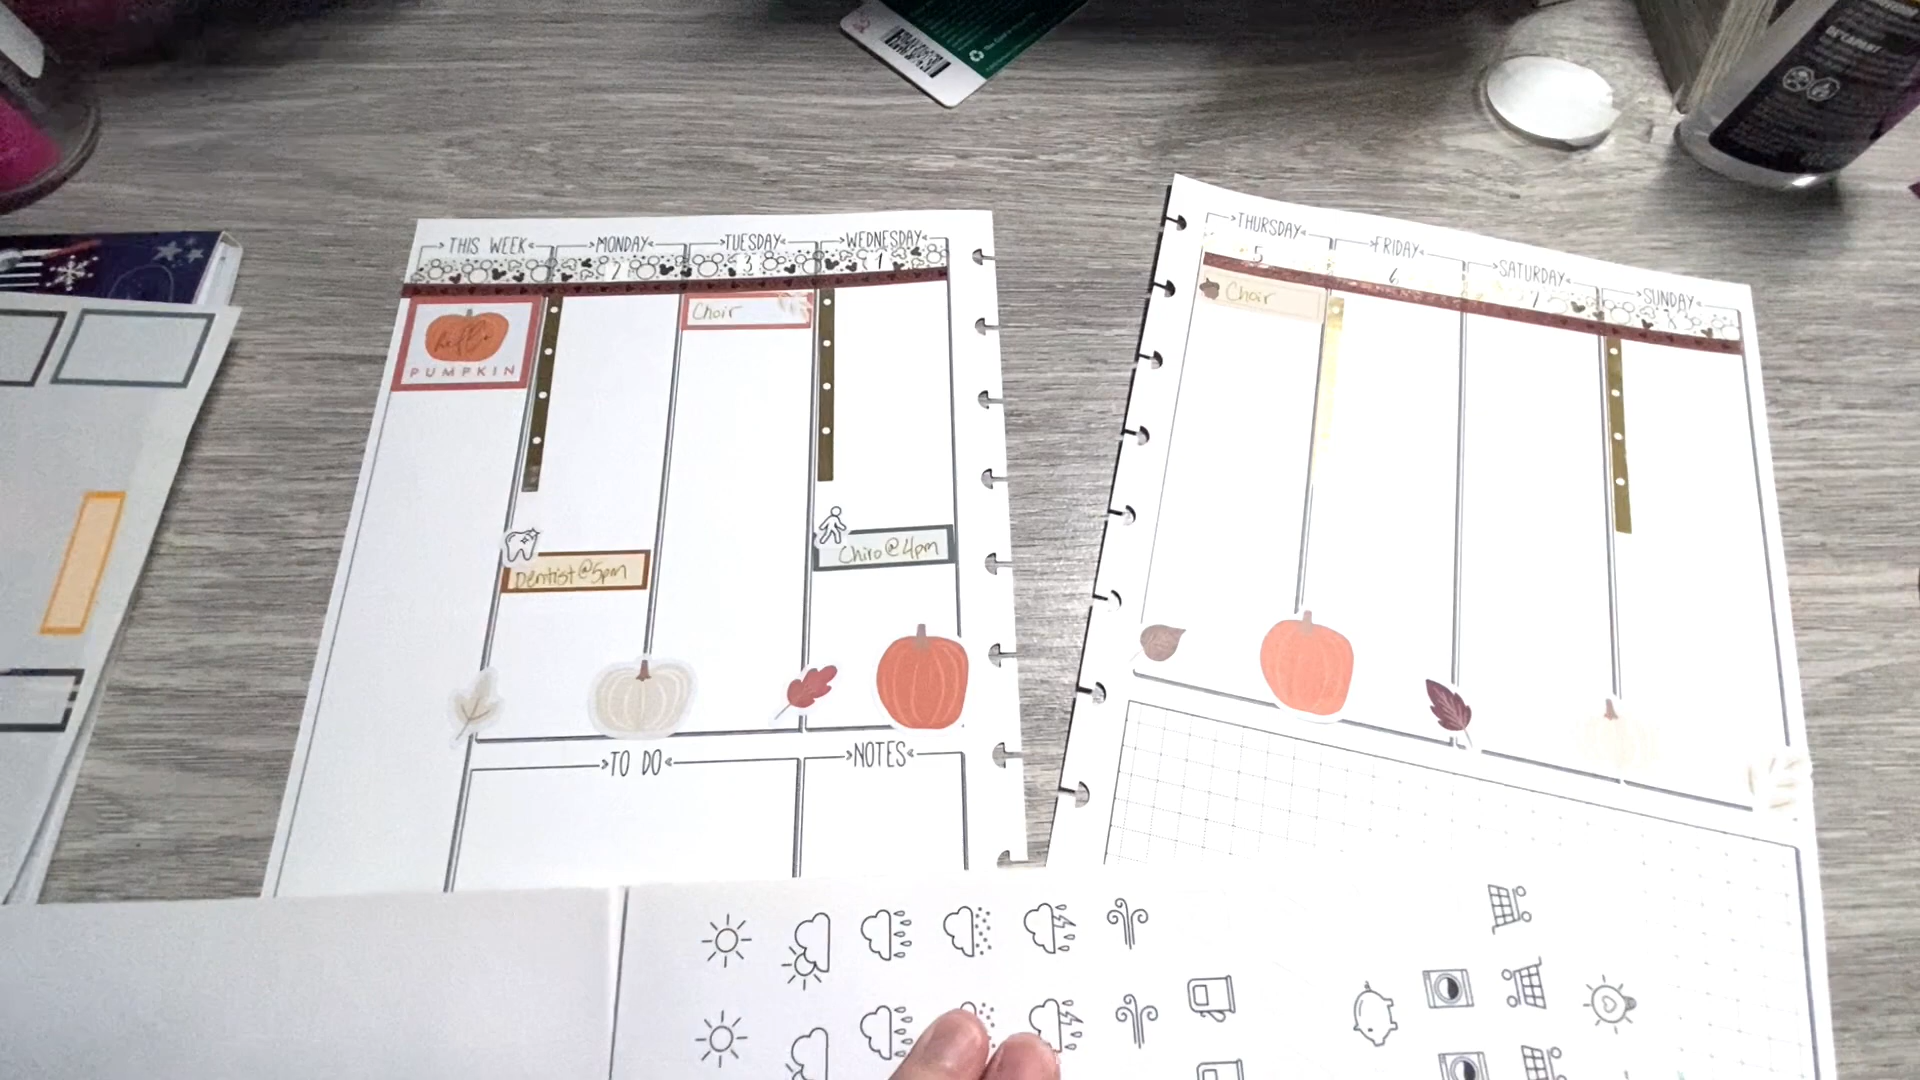 THIS WEEK
MONDAY
TUESDAY
WEDNESDAY
THURSDAY
FRIDAY
SATURDAY
SUNDAY
2
3
5
6
hello
PUMPKIN
Choir
Choir
Dentist@5pm
Chiro@4pm
TO DO
NOTES